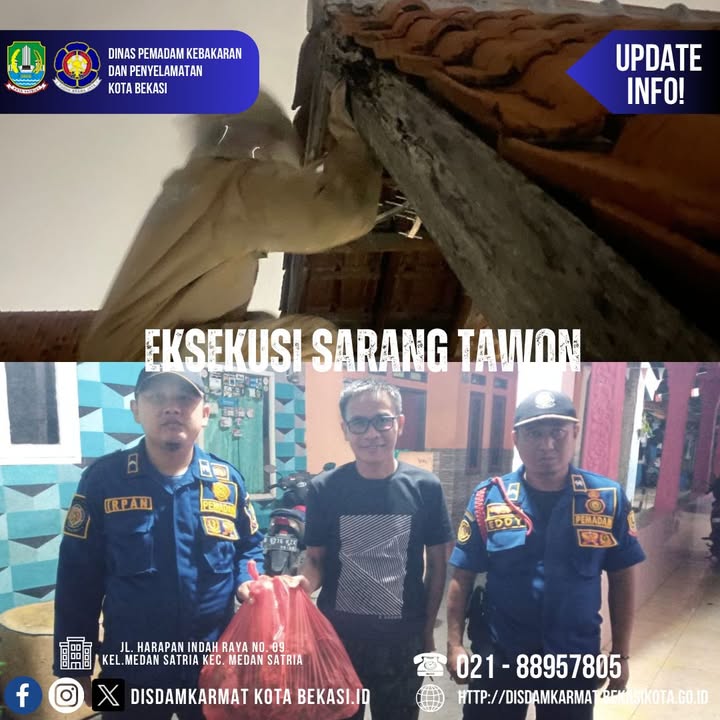 DINAS PEMADAM KEBAKARAN
DAN PENYELAMATAN
KOTA BEKASI
UPDATE
INFO!
EKSEKUSI SARANG TAWON
IRPAN
PEMADAM
EDDY
PEMADAM
JL. HARAPAN INDAH RAYA NO. 09
KEL.MEDAN SATRIA KEC. MEDAN SATRIA
021 - 88957805
DISDAMKARMAT KOTA BEKASI.ID
HTTP://DISDAMKARMAT.BEKASIKOTA.GO.ID